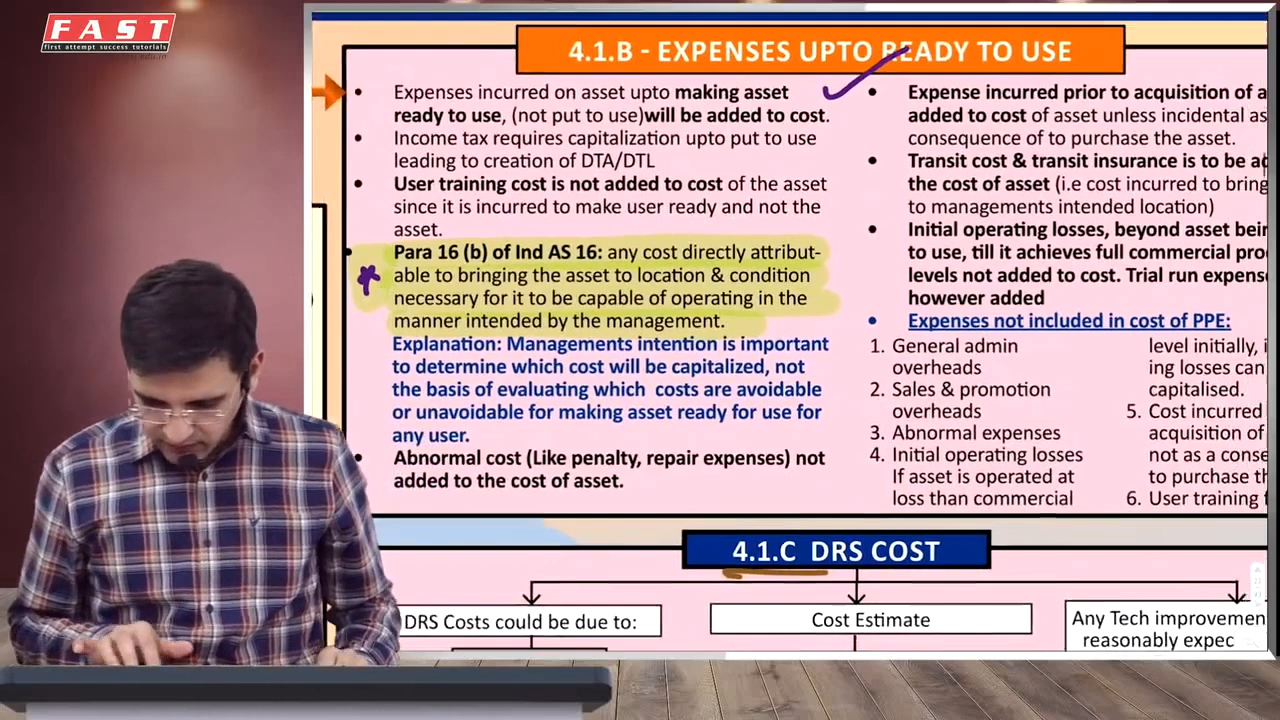 FAST
first attempt success tutorials
4.1.B - EXPENSES UPTO READY TO USE
• Expenses incurred on asset upto making asset
ready to use, (not put to use)will be added to cost.
• Income tax requires capitalization upto put to use
leading to creation of DTA/DTL
• User training cost is not added to cost of the asset
since it is incurred to make user ready and not the
asset.
• Para 16 (b) of Ind AS 16: any cost directly attribut-
able to bringing the asset to location & condition
necessary for it to be capable of operating in the
manner intended by the management.
Explanation: Managements intention is important
to determine which cost will be capitalized, not
the basis of evaluating which costs are avoidable
or unavoidable for making asset ready for use for
any user.
• Abnormal cost (Like penalty, repair expenses) not
added to the cost of asset.
• Expense incurred prior to acquisition of a
added to cost of asset unless incidental as
consequence of to purchase the asset.
• Transit cost & transit insurance is to be
the cost of asset (i.e cost incurred to bring
to managements intended location)
• Initial operating losses, beyond asset
to use, till it achieves full commercial
levels not added to cost. Trial run
however added
• Expenses not included in cost of PPE:
1. General admin
overheads
2. Sales & promotion
overheads
3. Abnormal expenses
4. Initial operating losses
If asset is operated at
loss than commercial
level initially,
ing losses can
capitalised.
5. Cost incurred
acquisition of
not as a
to purchase
6. User training
4.1.C DRS COST
DRS Costs could be due to:
Cost Estimate
Any Tech
reasonably